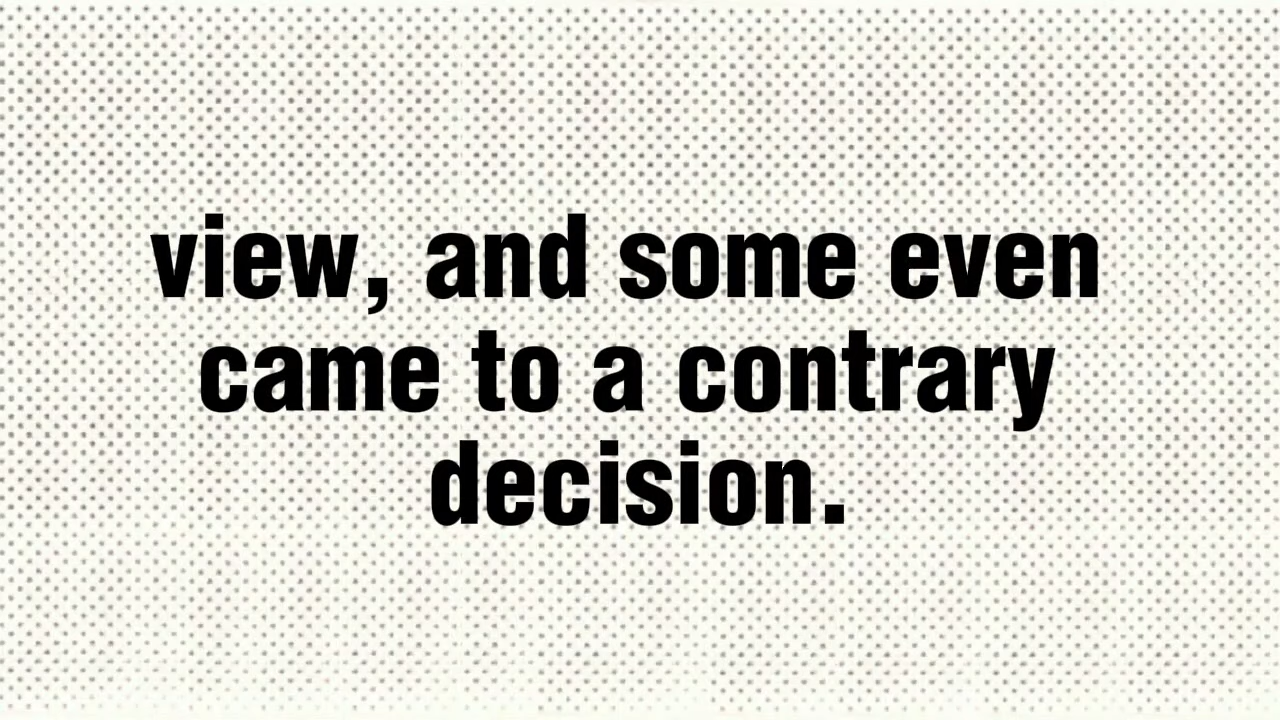 view, and some even
came to a contrary
decision.